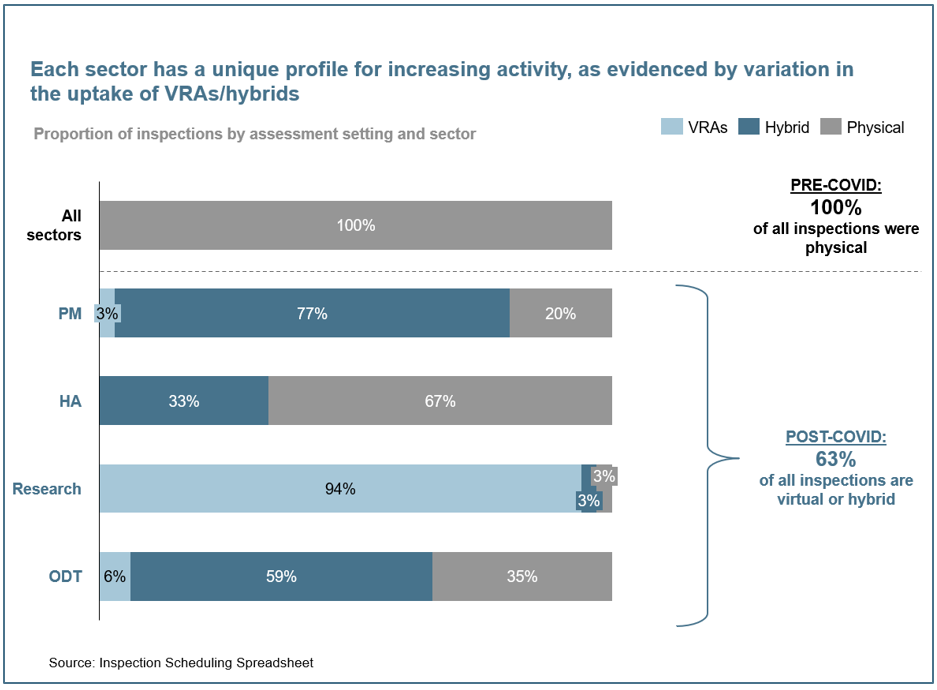 Each sector has a unique profile for increasing activity, as evidenced by variation in
the uptake of VRAs/hybrids
Proportion of inspections by assessment setting and sector
VRAs Hybrid Physical
All
sectors
100%
PRE-COVID:
100%
of all inspections were
physical
PM 3% 77% 20%
HA 33% 67%
Research 94% 3% 3%
ODT 6% 59% 35%
POST-COVID:
63%
of all inspections are
virtual or hybrid
Source: Inspection Scheduling Spreadsheet